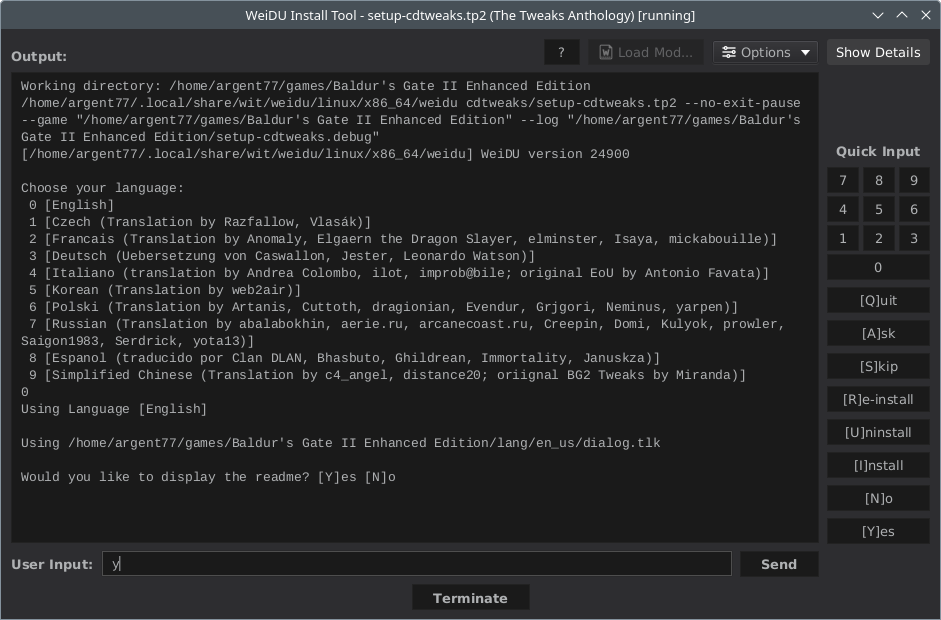 WeiDU Install Tool - setup-cdtweaks.tp2 (The Tweaks Anthology) [running]
Output:
?
Load Mod...
Options
Show Details
Working directory: /home/argent77/games/Baldur's Gate II Enhanced Edition
/home/argent77/.local/share/wit/weidu/linux/x86_64/weidu cdtweaks/setup-cdtweaks.tp2 --no-exit-pause
--game "/home/argent77/games/Baldur's Gate II Enhanced Edition" --log "/home/argent77/games/Baldur's
Gate II Enhanced Edition/setup-cdtweaks.debug"
[/home/argent77/.local/share/wit/weidu/linux/x86_64/weidu] WeiDU version 24900
Choose your language:
0 [English]
1 [Czech (Translation by Razfallow, Vlasák)]
2 [Francais (Translation by Anomaly, Elgaern the Dragon Slayer, elminster, Isaya, mickabouille)]
3 [Deutsch (Uebersetzung von Caswallon, Jester, Leonardo Watson)]
4 [Italiano (translation by Andrea Colombo, ilot, improb@bile; original EoU by Antonio Favata)]
5 [Korean (Translation by web2air)]
6 [Polski (Translation by Artanis, Cuttoth, dragionian, Evendur, Grjgori, Neminus, yarpen)]
7 [Russian (Translation by abalabokhin, aerie.ru, arcanecoast.ru, Creepin, Domi, Kulyok, prowler,
Saigon1983, Serdrick, yota13)]
8 [Espanol (traducido por Clan DLAN, Bhasbuto, Ghildrean, Immortality, Januskza)]
9 [Simplified Chinese (Translation by c4_angel, distance20; oriignal BG2 Tweaks by Miranda)]
0
Using Language [English]
Using /home/argent77/games/Baldur's Gate II Enhanced Edition/lang/en_us/dialog.tlk
Would you like to display the readme? [Y]es [N]o
Quick Input
7 8 9
4 5 6
1 2 3
0
[Q]uit
[A]sk
[S]kip
[R]e-install
[U]ninstall
[I]nstall
[N]o
[Y]es
User Input:
y
Send
Terminate